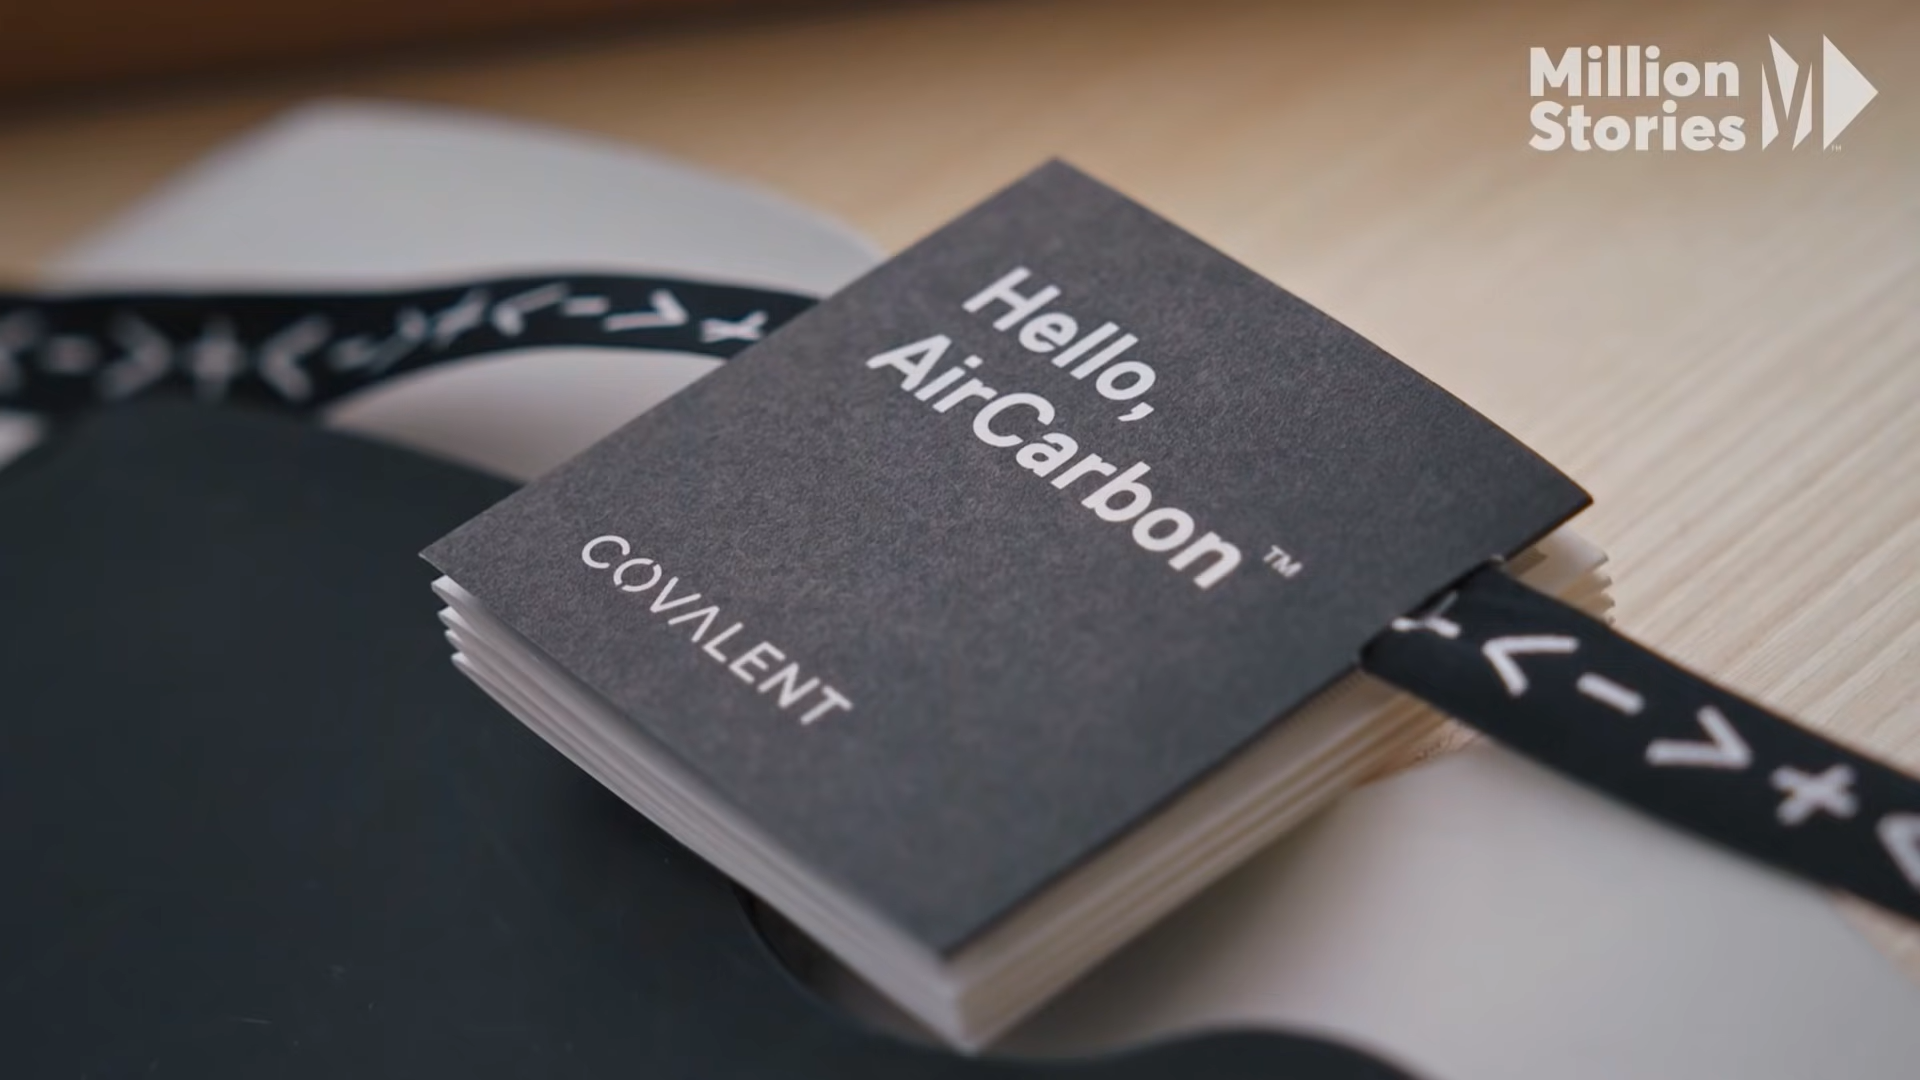 Million
Stories
Hello,
AirCarbon™
COVALENT